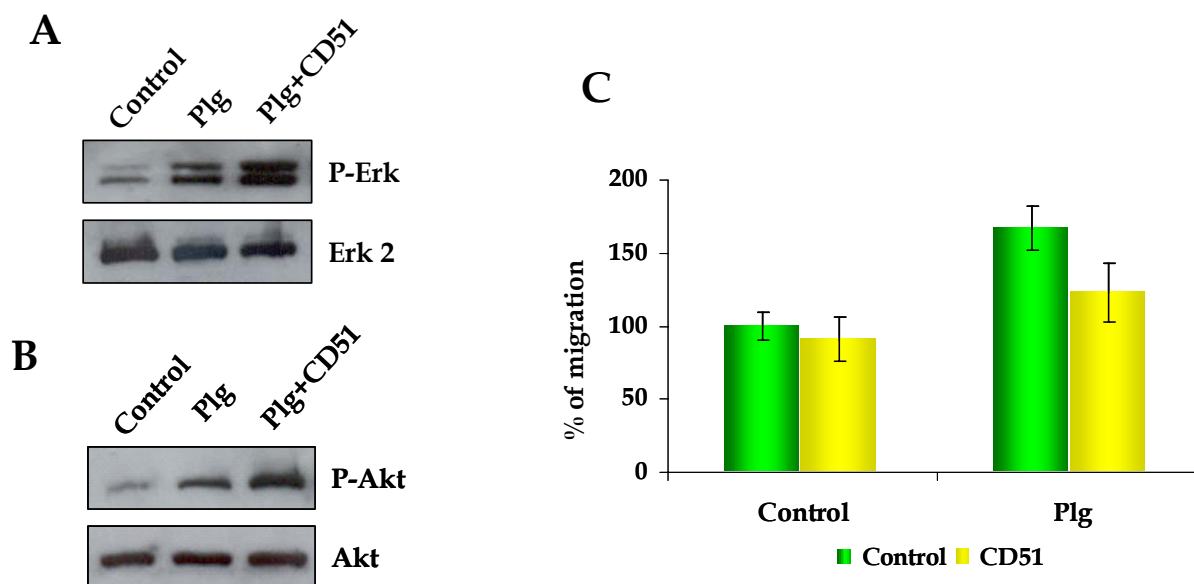 A
Control Plg Plg+CD51
P-Erk
Erk 2
B
Control Plg Plg+CD51
P-Akt
Akt
C
% of migration
200
150
100
50
0
Control Plg
Control CD51